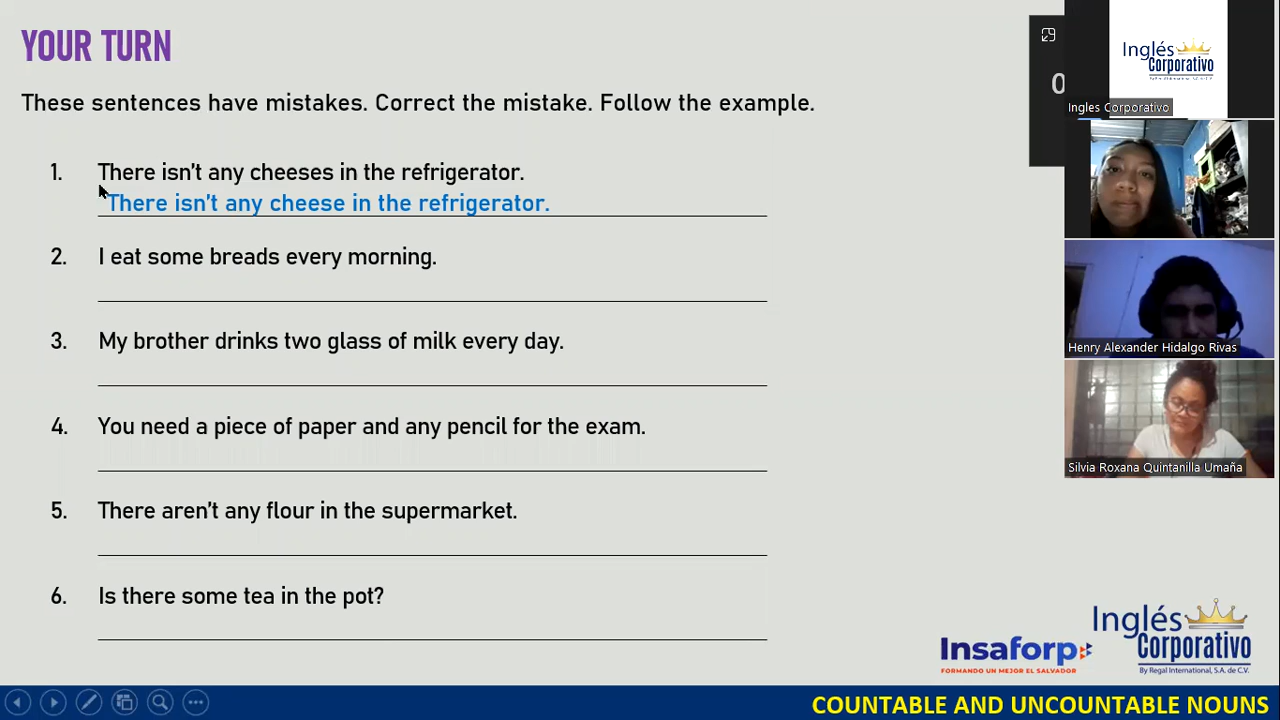 YOUR TURN
These sentences have mistakes. Correct the mistake. Follow the example.
1. There isn't any cheeses in the refrigerator.
There isn't any cheese in the refrigerator.
2. I eat some breads every morning.
3. My brother drinks two glass of milk every day.
4. You need a piece of paper and any pencil for the exam.
5. There aren't any flour in the supermarket.
6. Is there some tea in the pot?
0
Inglés
Corporativo
Ingles Corporativo
Henry Alexander Hidalgo Rivas
Silvia Roxana Quintanilla Umaña
Insaforp
FORMANDO UN MEJOR EL SALVADOR
Inglés
Corporativo
By Regal International, S.A. de C.V.
COUNTABLE AND UNCOUNTABLE NOUNS